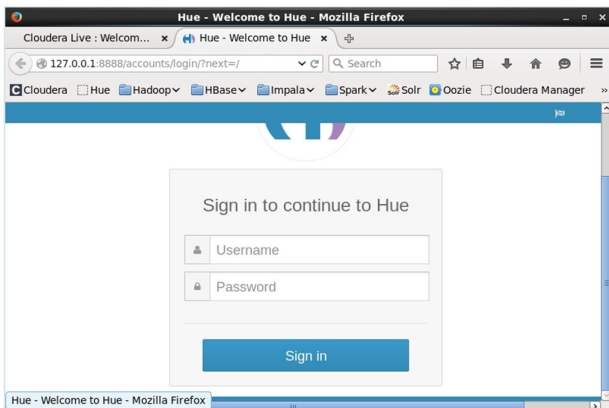 Hue - Welcome to Hue - Mozilla Firefox
Cloudera Live : Welcom... × Hue - Welcome to Hue ×
127.0.0.1:8888/accounts/login/?next=/ Search
Cloudera Hue Hadoop HBase Impala Spark Solr Oozie Cloudera Manager »
Sign in to continue to Hue
Username
Password
Sign in
Hue - Welcome to Hue - Mozilla Firefox